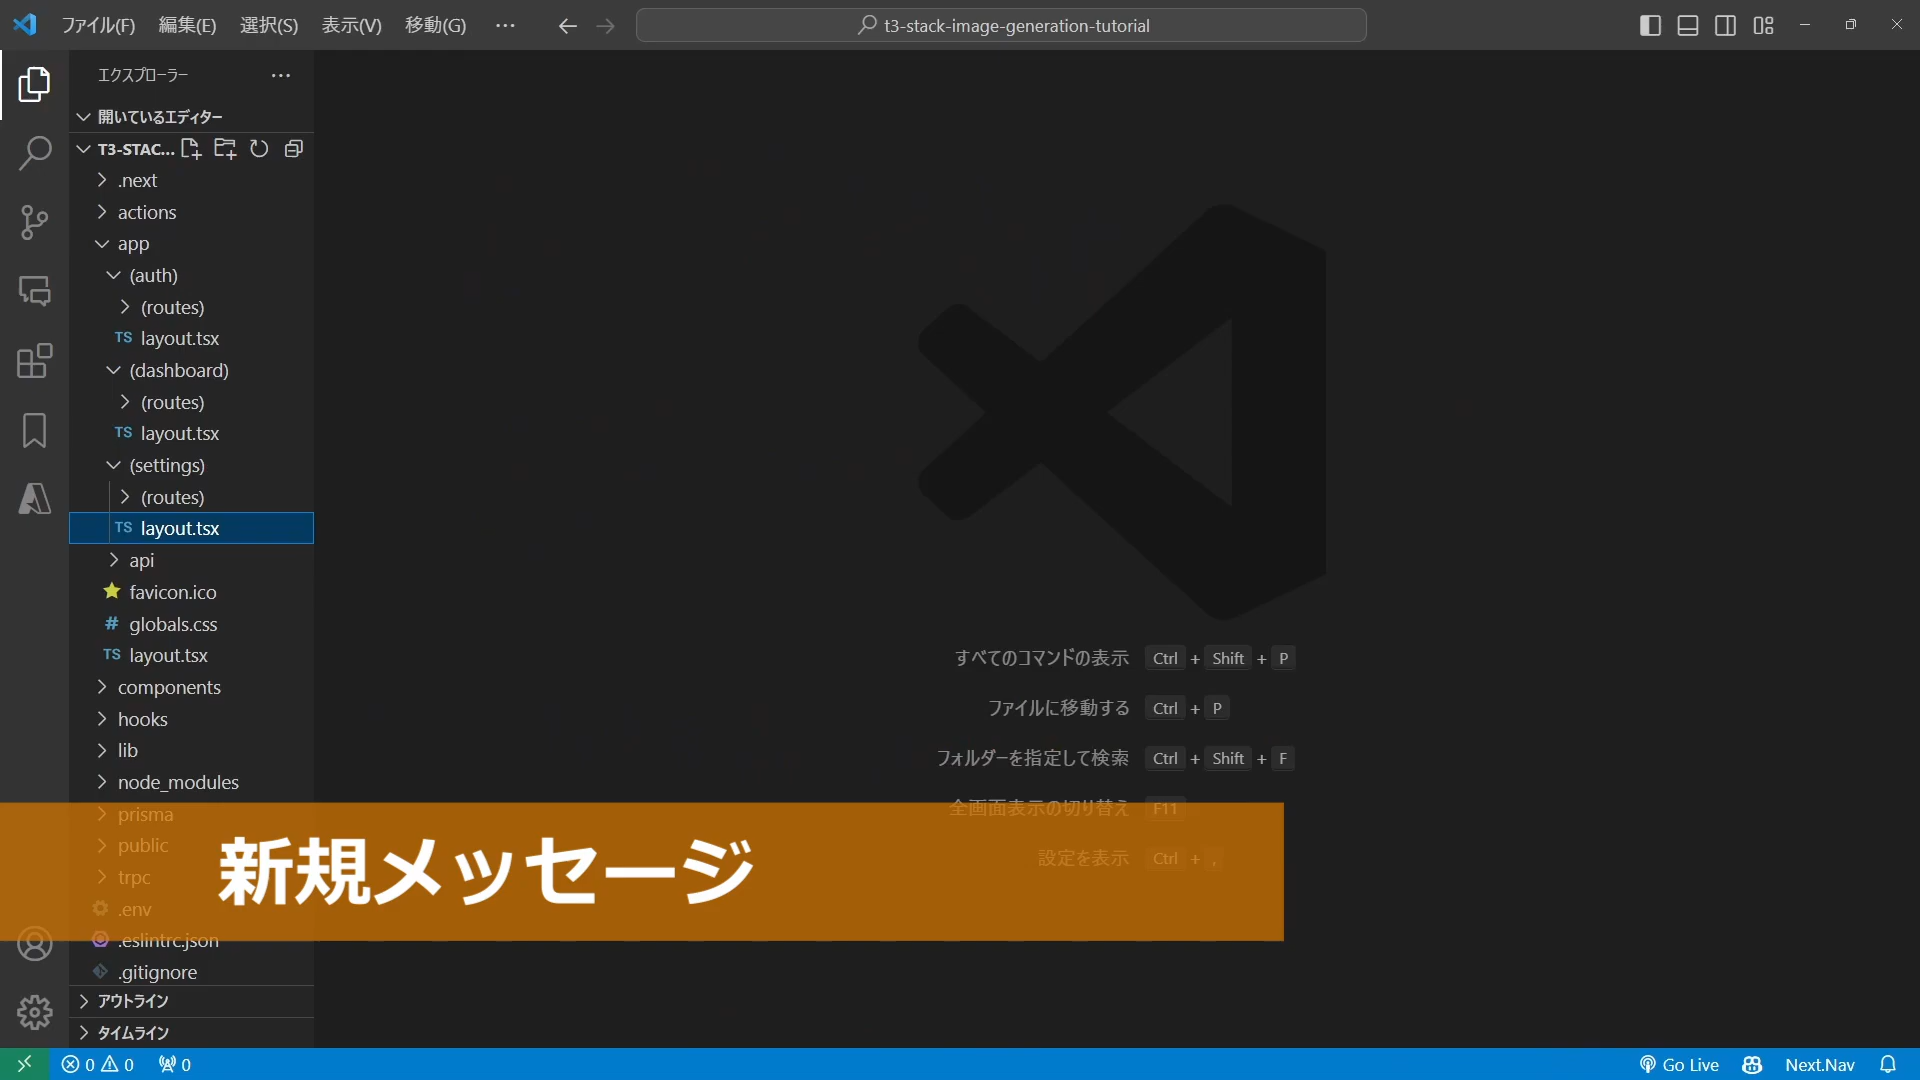 ファイル(F) 編集(E) 選択(S) 表示(V) 移動(G) ··· t3-stack-image-generation-tutorial
エクスプローラー
開いているエディター
T3-STAC...
.next
actions
app
(auth)
(routes)
TS layout.tsx
(dashboard)
(routes)
TS layout.tsx
(settings)
(routes)
TS layout.tsx
api
favicon.ico
# globals.css
TS layout.tsx
components
hooks
lib
node_modules
prisma
public
trpc
.env
.eslintrc.json
.gitignore
アウトライン
タイムライン
すべてのコマンドの表示 Ctrl + Shift + P
ファイルに移動する Ctrl + P
フォルダーを指定して検索 Ctrl + Shift + F
全画面表示の切り替え F11
設定を表示 Ctrl + ,
新規メッセージ
0 0 0 Go Live Next.Nav